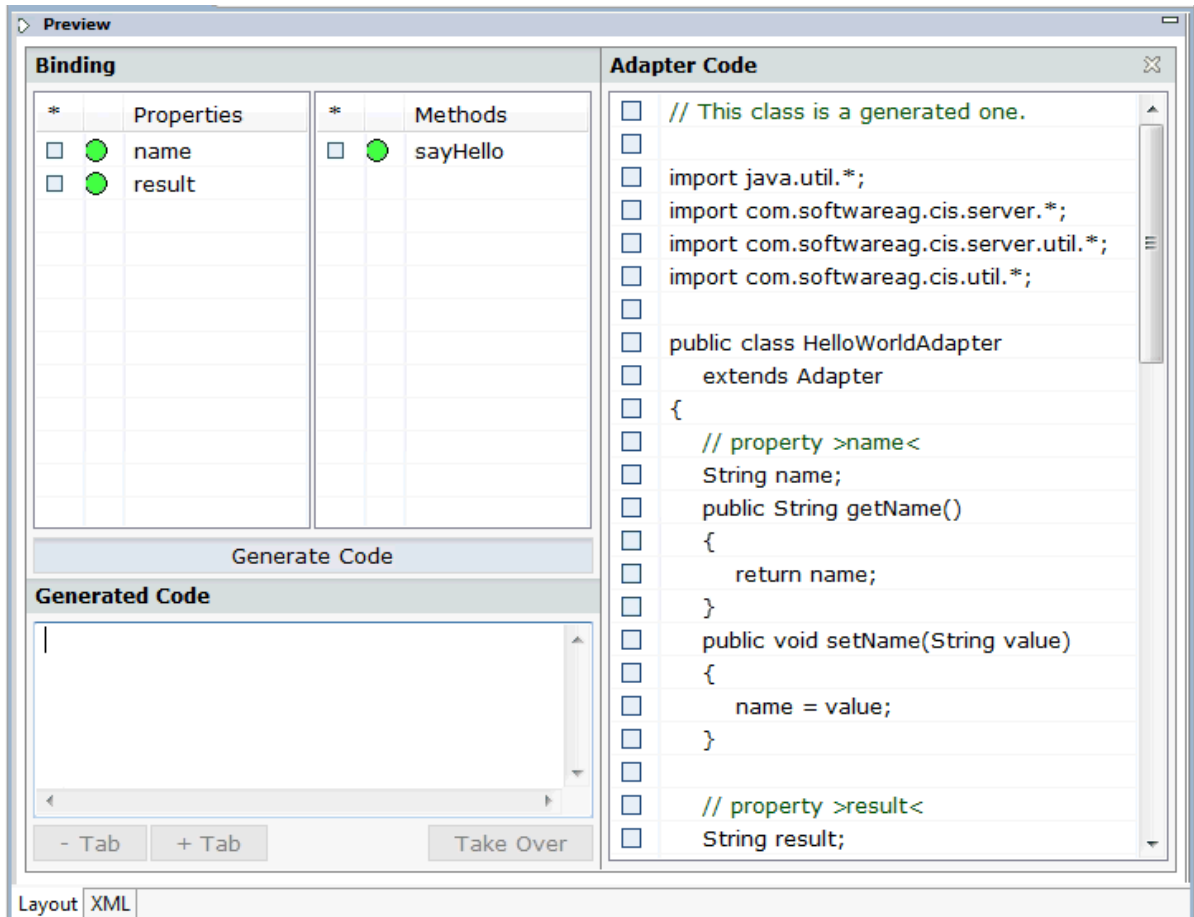 Preview
Binding
* Properties
name
result
* Methods
sayHello
Generate Code
Generated Code
- Tab
+ Tab
Take Over
Adapter Code
// This class is a generated one.
import java.util.*;
import com.softwareag.cis.server.*;
import com.softwareag.cis.server.util.*;
import com.softwareag.cis.util.*;
public class HelloWorldAdapter
extends Adapter
{
// property >name<
String name;
public String getName()
{
return name;
}
public void setName(String value)
{
name = value;
}
// property >result<
String result;
Layout
XML